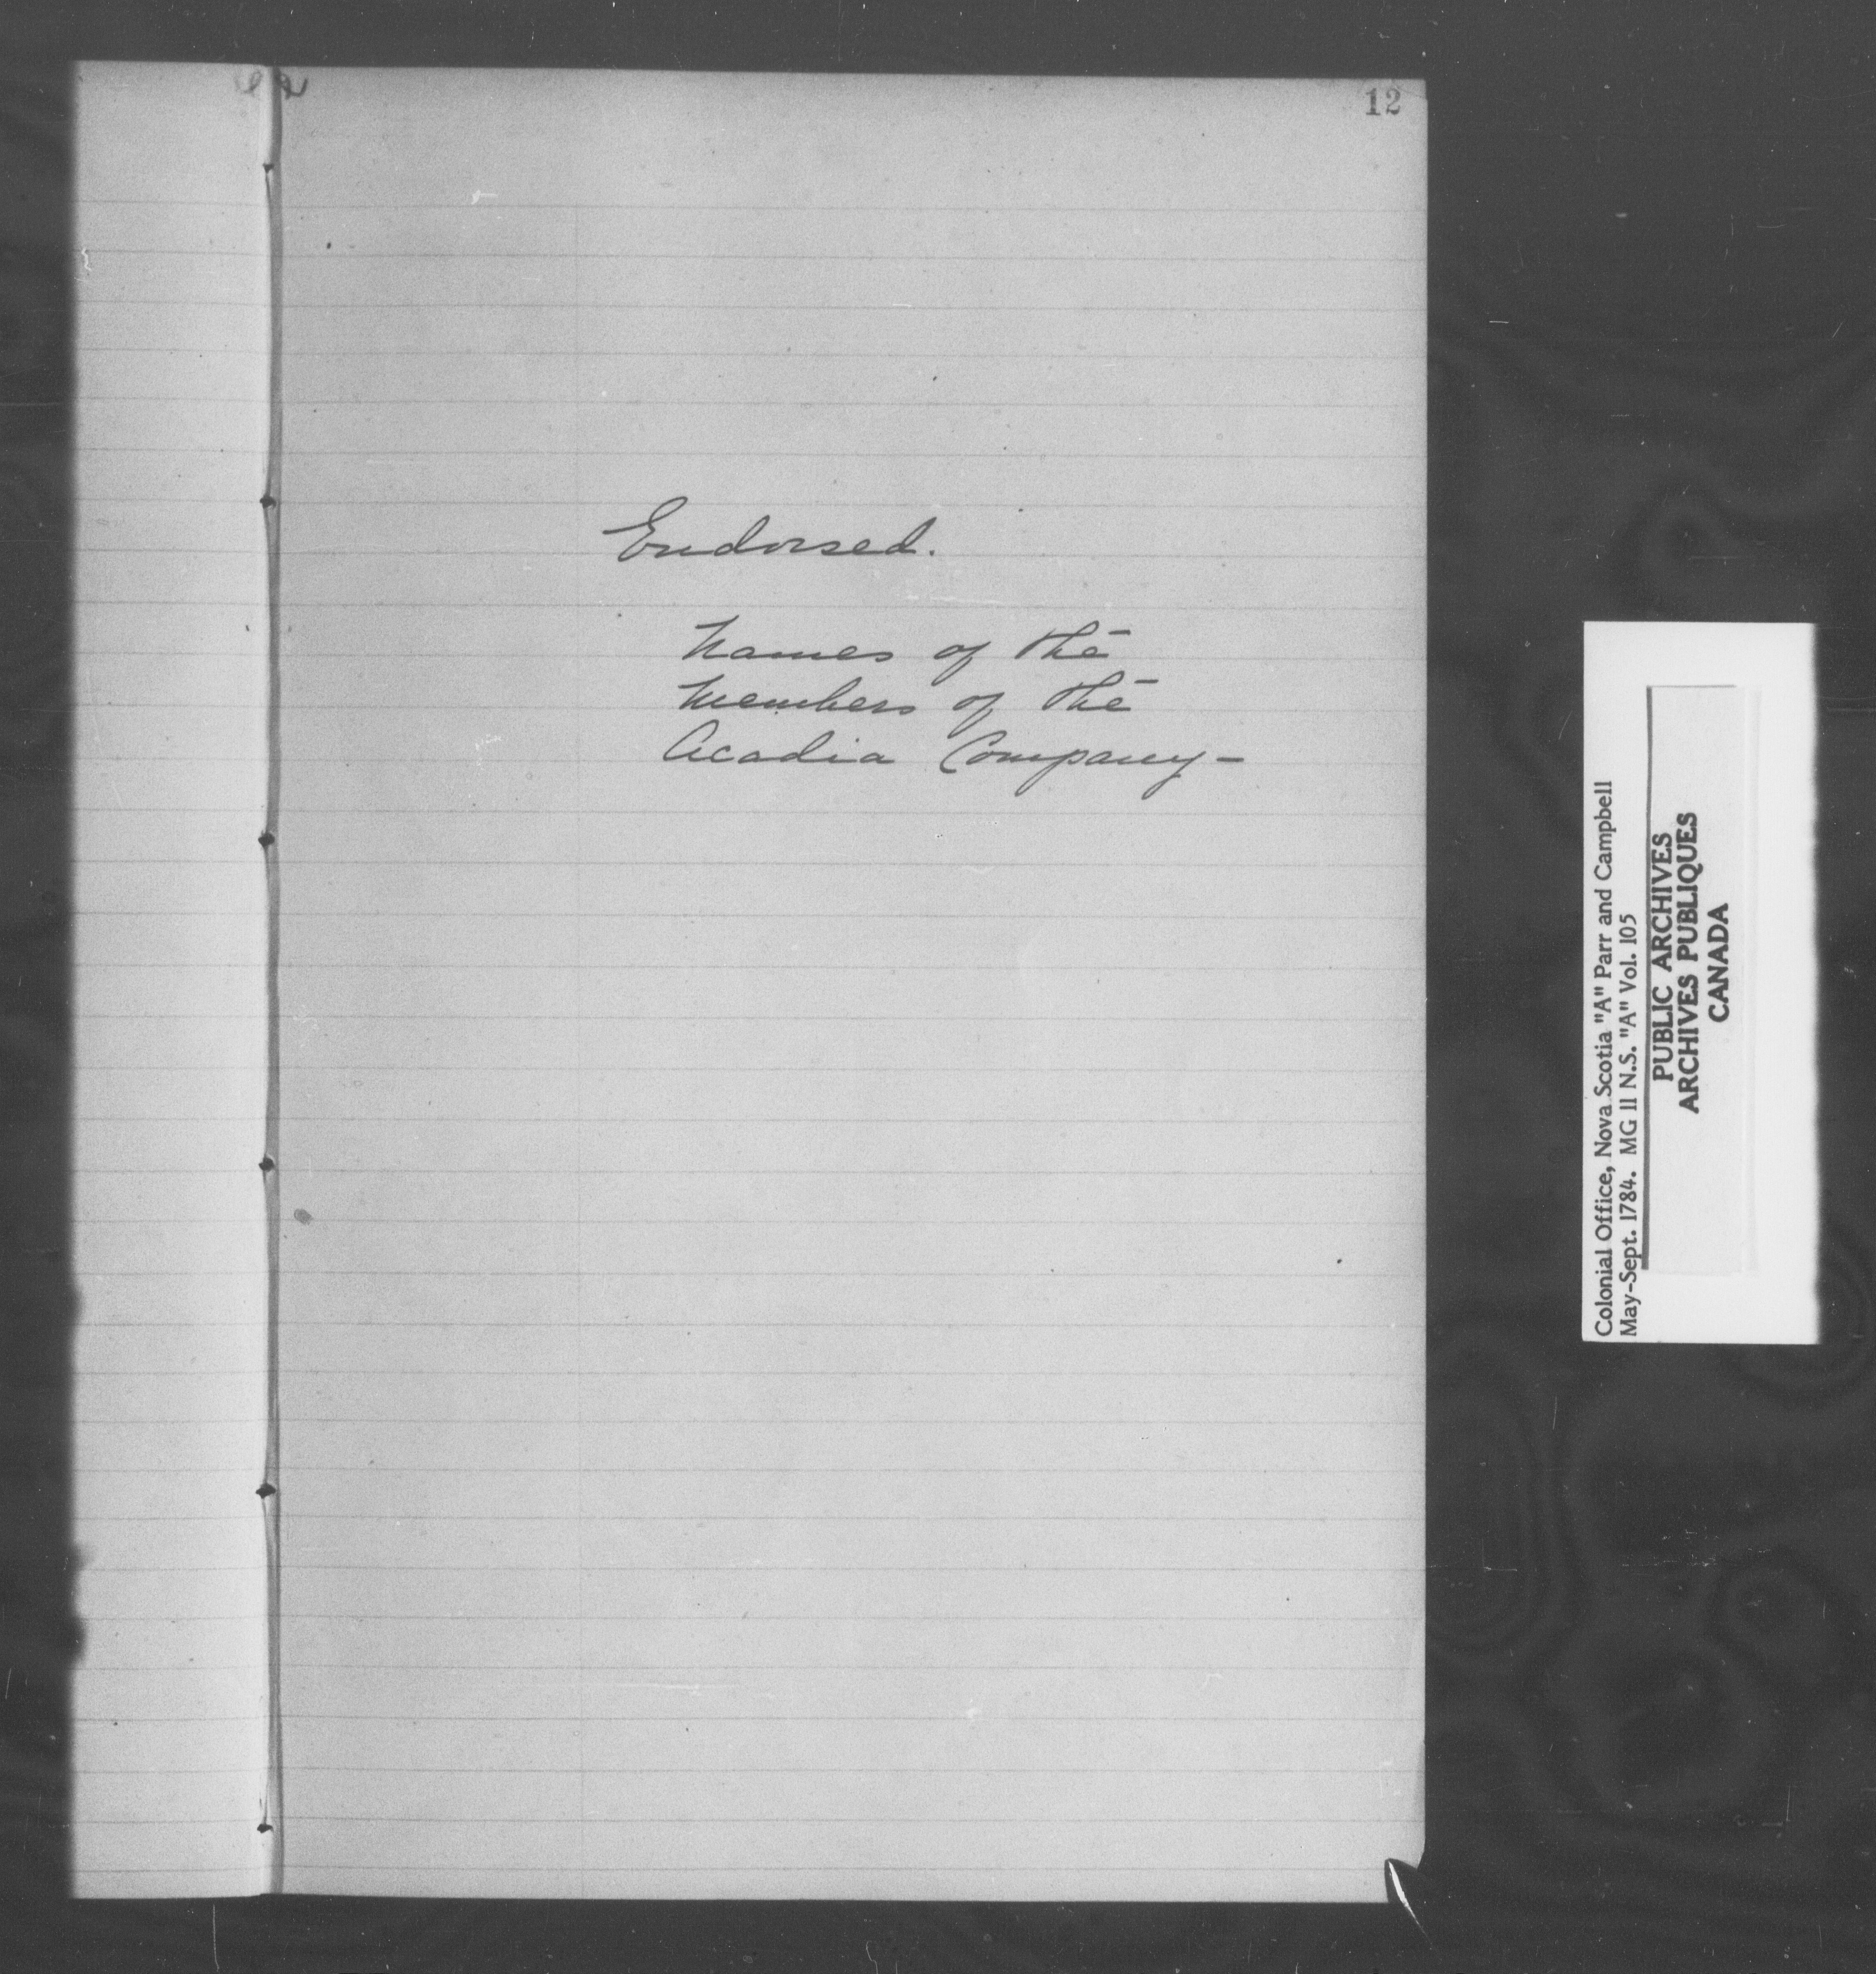 12
Endorsed.
Names of the
Members of the
Acadia Company—
Colonial Office, Nova Scotia "A" Parr and Campbell
May-Sept. 1784. MG 11 N.S. "A" Vol. 105
PUBLIC ARCHIVES
ARCHIVES PUBLIQUES
CANADA